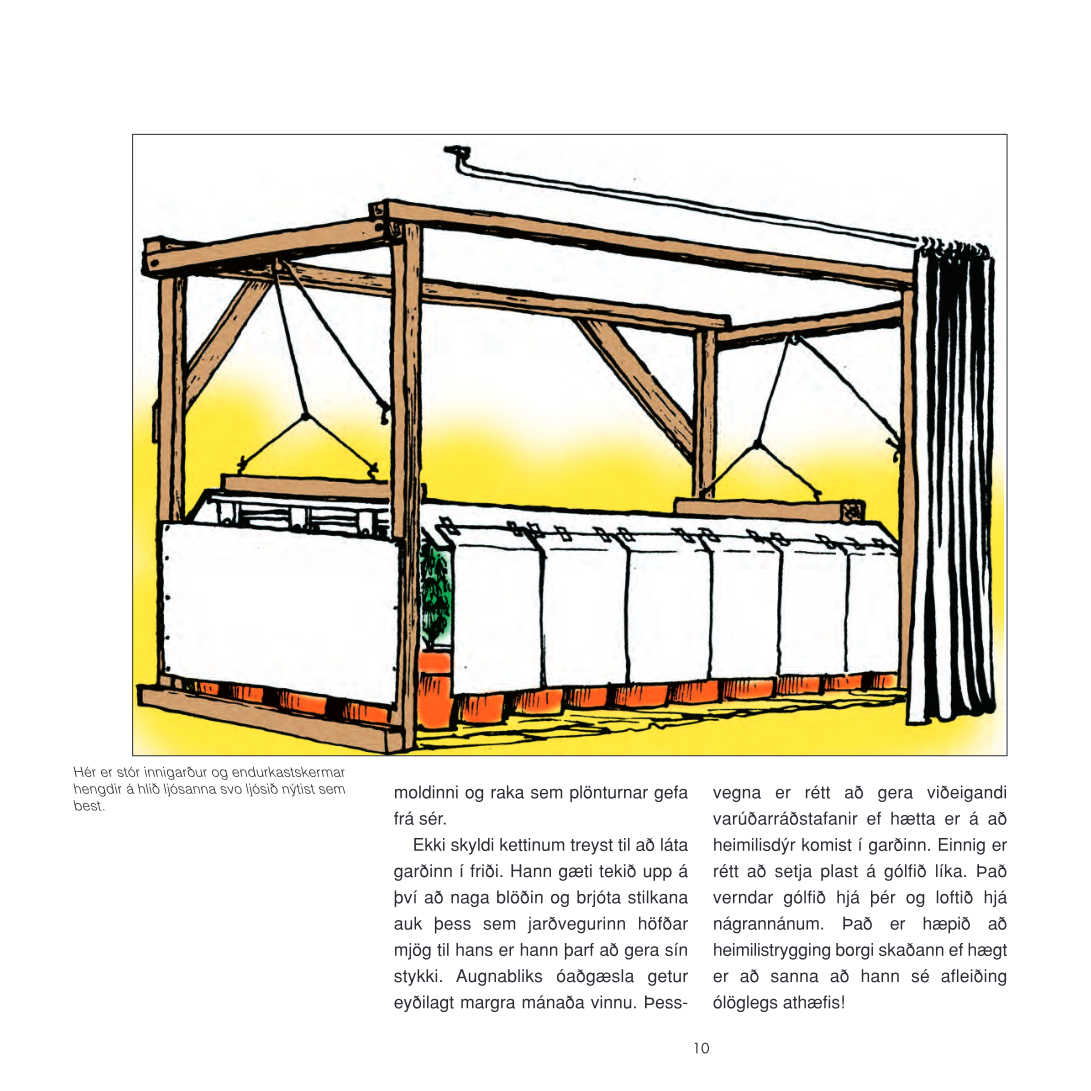 Hér er stór innigarður og endurkastskermar
hengdir á hlið ljósanna svo ljósið nýtist sem
best.
moldinni og raka sem plönturnar gefa
frá sér.
Ekki skyldi kettinum treyst til að láta
garðinn í friði. Hann gæti tekið upp á
því að naga blöðin og brjóta stilkana
auk þess sem jarðvegurinn höfðar
mjög til hans er hann þarf að gera sín
stykki. Augnabliks óaðgæsla getur
eyðilagt margra mánaða vinnu. Þess-
vegna er rétt að gera viðeigandi
varúðarráðstafanir ef hætta er á að
heimilisdýr komist í garðinn. Einnig er
rétt að setja plast á gólfið líka. Það
verndar gólfið hjá þér og loftið hjá
nágrannánum. Það er hæpið að
heimilistrygging borgi skaðann ef hægt
er að sanna að hann sé afleiðing
ólöglegs athæfis!
10